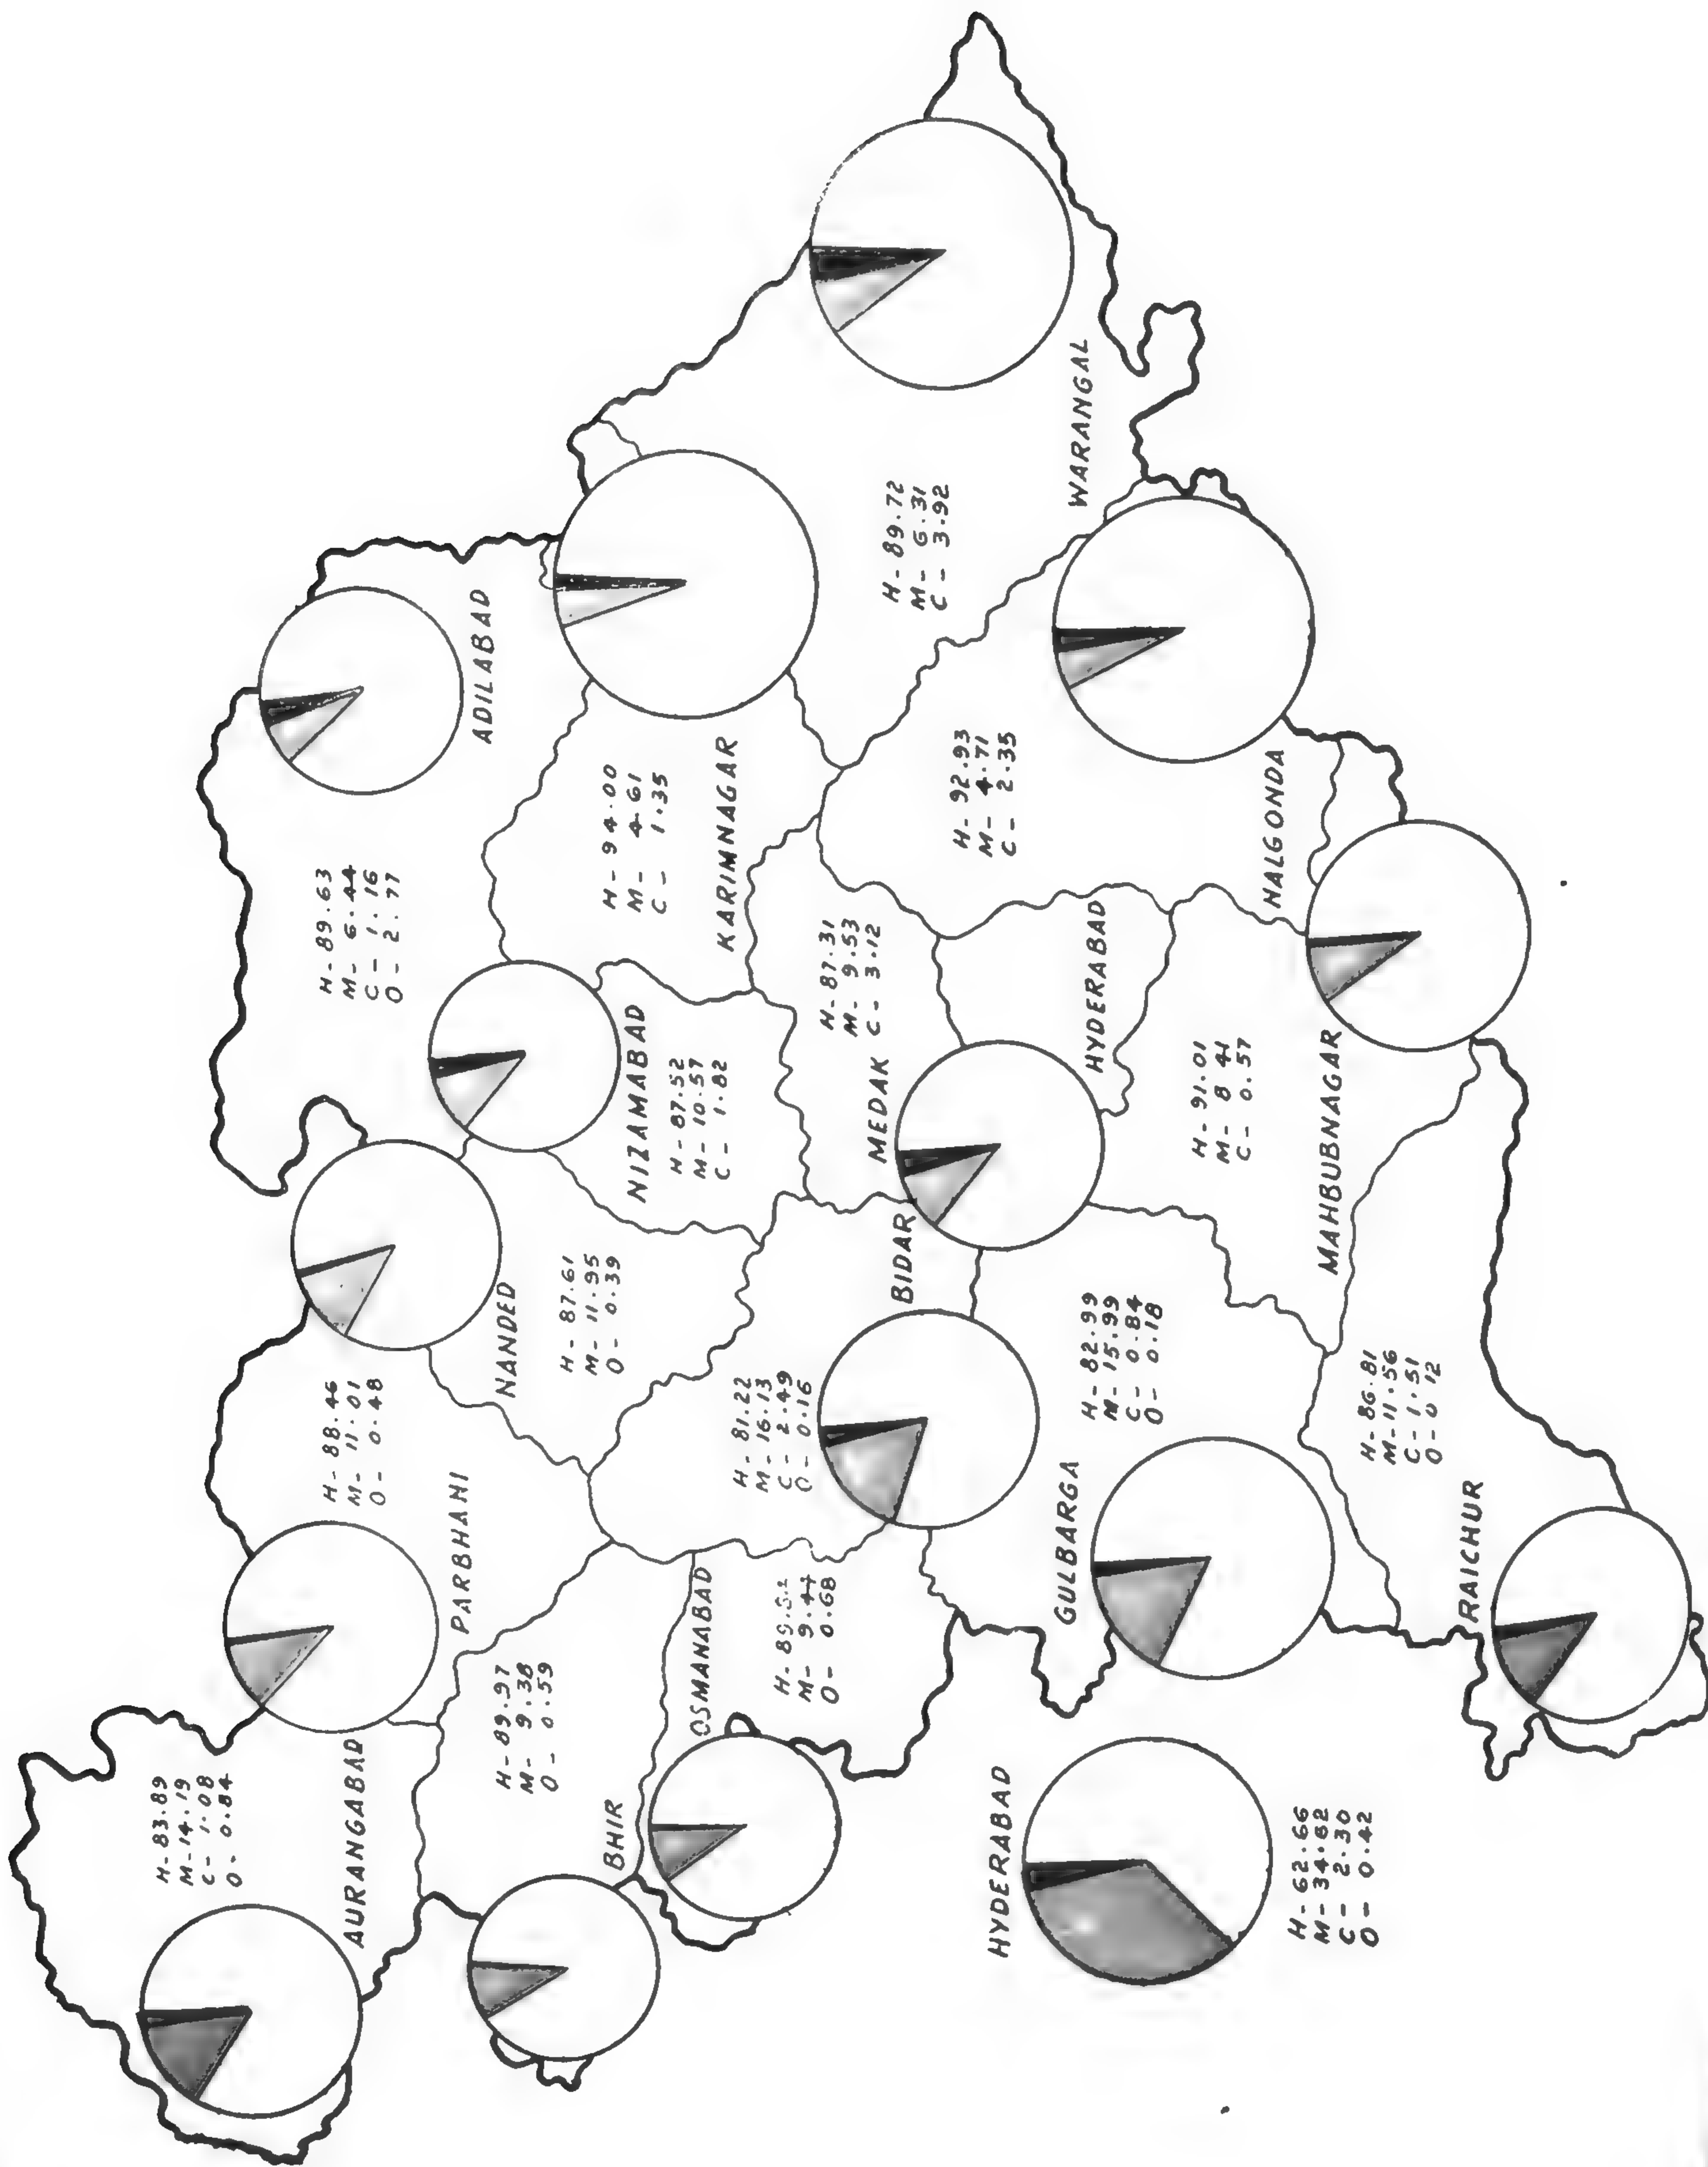 AURANGABAD
H-83.89
M-14.19
C- 1.08
O- 0.84
PARBHANI
H- 88.46
M- 11.01
O- 0.48
NANDED
H- 87.61
M- 11.95
O- 0.39
ADILABAD
H- 89.63
M- 6.44
C- 1.16
O- 2.77
NIZAMABAD
H- 87.52
M- 10.57
C- 1.82
KARIMNAGAR
H- 94.00
M- 4.61
C- 1.35
BHIR
H- 89.97
M- 9.38
O- 0.59
OSMANABAD
H-
M- 9.44
O- 0.68
BIDAR
H- 81.22
M- 16.13
C- 2.49
O- 0.16
MEDAK
H- 87.31
M- 9.53
C- 3.12
WARANGAL
H- 89.72
M- 6.31
C- 3.92
HYDERABAD
NALGONDA
H- 92.93
M- 4.71
C- 2.35
GULBARGA
H- 82.99
M- 15.99
C- 0.84
O- 0.18
MAHBUBNAGAR
H- 91.01
M- 8 41
C- 0.57
RAICHUR
H- 86.81
M- 11.56
C- 1.51
O- 0 12
HYDERABAD
H- 62.66
M- 34.62
C- 2.30
O- 0.42